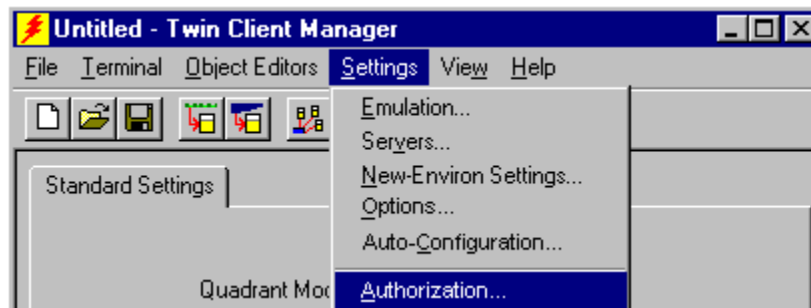 Untitled - Twin Client Manager
File Terminal Object Editors Settings View Help
Emulation...
Servers...
New-Environ Settings...
Options...
Auto-Configuration...
Authorization...
Standard Settings
Quadrant Mod